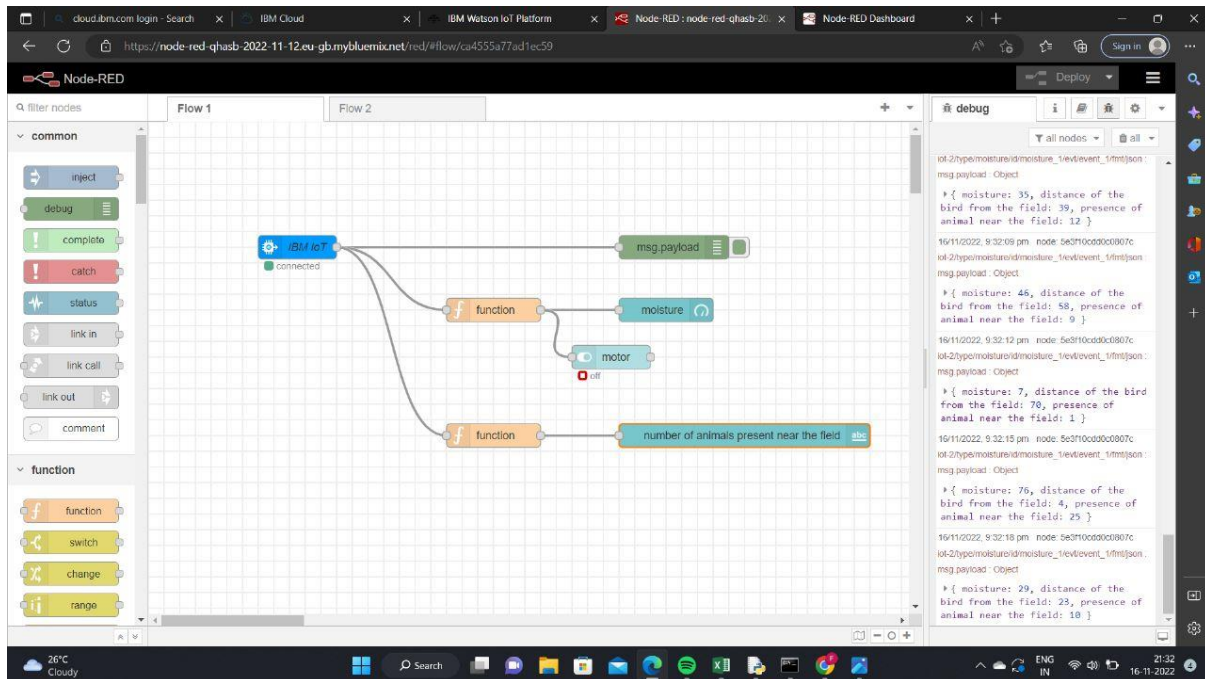 cloud.ibm.com login - Search
IBM Cloud
IBM Watson IoT Platform
Node-RED : node-red-qhasb-20
Node-RED Dashboard
https://node-red-qhasb-2022-11-12.eu-gb.mybluemix.net/red/#flow/ca4555a77ad1ec59
Sign in
Node-RED
Deploy
filter nodes
Flow 1
Flow 2
debug
all nodes
all
common
inject
debug
complete
catch
status
link in
link call
link out
comment
function
function
switch
change
range
IBM IoT
connected
msg.payload
function
moisture
motor
off
function
number of animals present near the field
abc
iot-2/type/moisture/id/moisture_1/evt/event_1/fmt/json :
msg.payload : Object
{ moisture: 35, distance of the
bird from the field: 39, presence of
animal near the field: 12 }
16/11/2022, 9:32:09 pm node: 5e3f10cdd0c0807c
iot-2/type/moisture/id/moisture_1/evt/event_1/fmt/json :
msg.payload : Object
{ moisture: 46, distance of the
bird from the field: 58, presence of
animal near the field: 9 }
16/11/2022, 9:32:12 pm node: 5e3f10cdd0c0807c
iot-2/type/moisture/id/moisture_1/evt/event_1/fmt/json :
msg.payload : Object
{ moisture: 7, distance of the bird
from the field: 70, presence of
animal near the field: 1 }
16/11/2022, 9:32:15 pm node: 5e3f10cdd0c0807c
iot-2/type/moisture/id/moisture_1/evt/event_1/fmt/json :
msg.payload : Object
{ moisture: 76, distance of the
bird from the field: 4, presence of
animal near the field: 25 }
16/11/2022, 9:32:18 pm node: 5e3f10cdd0c0807c
iot-2/type/moisture/id/moisture_1/evt/event_1/fmt/json :
msg.payload : Object
{ moisture: 29, distance of the
bird from the field: 23, presence of
animal near the field: 10 }
26°C
Cloudy
Search
ENG
IN
21:32
16-11-2022
4